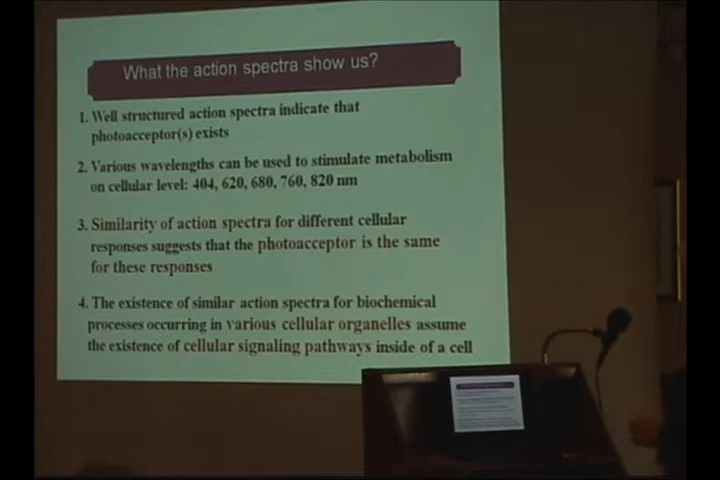 What the action spectra show us?
1. Well structured action spectra indicate that
photoacceptor(s) exists
2. Various wavelengths can be used to stimulate metabolism
on cellular level: 404, 620, 680, 760, 820 nm
3. Similarity of action spectra for different cellular
responses suggests that the photoacceptor is the same
for these responses
4. The existence of similar action spectra for biochemical
processes occurring in various cellular organelles assume
the existence of cellular signaling pathways inside of a cell